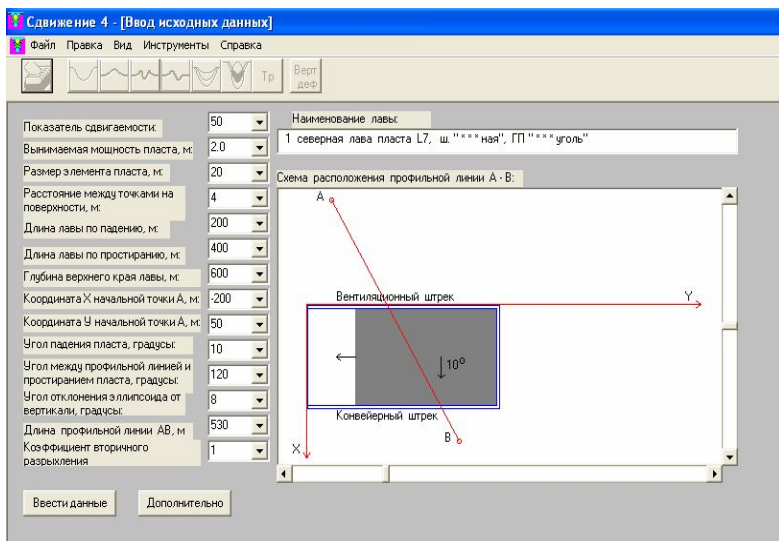 Сдвижение 4 - [Ввод исходных данных]
Файл Правка Вид Инструменты Справка
Тр
Верт
деф
Показатель сдвигаемости:
50
Вынимаемая мощность пласта, м:
2.0
Размер элемента пласта, м:
20
Расстояние между точками на
поверхности, м:
4
Длина лавы по падению, м:
200
Длина лавы по простиранию, м:
400
Глубина верхнего края лавы, м:
600
Координата X начальной точки А, м:
-200
Координата У начальной точки А, м:
50
Угол падения пласта, градусы:
10
Угол между профильной линией и
простиранием пласта, градусы:
120
Угол отклонения эллипсоида от
вертикали, градусы:
8
Длина профильной линии АВ, м
530
Коэффициент вторичного
разрыхления
1
Ввести данные
Дополнительно
Наименование лавы:
1 северная лава пласта L7, ш. "***ная", ГП "***уголь"
Схема расположения профильной линии А - В:
А
Вентиляционный штрек
Y
10°
Конвейерный штрек
В
X